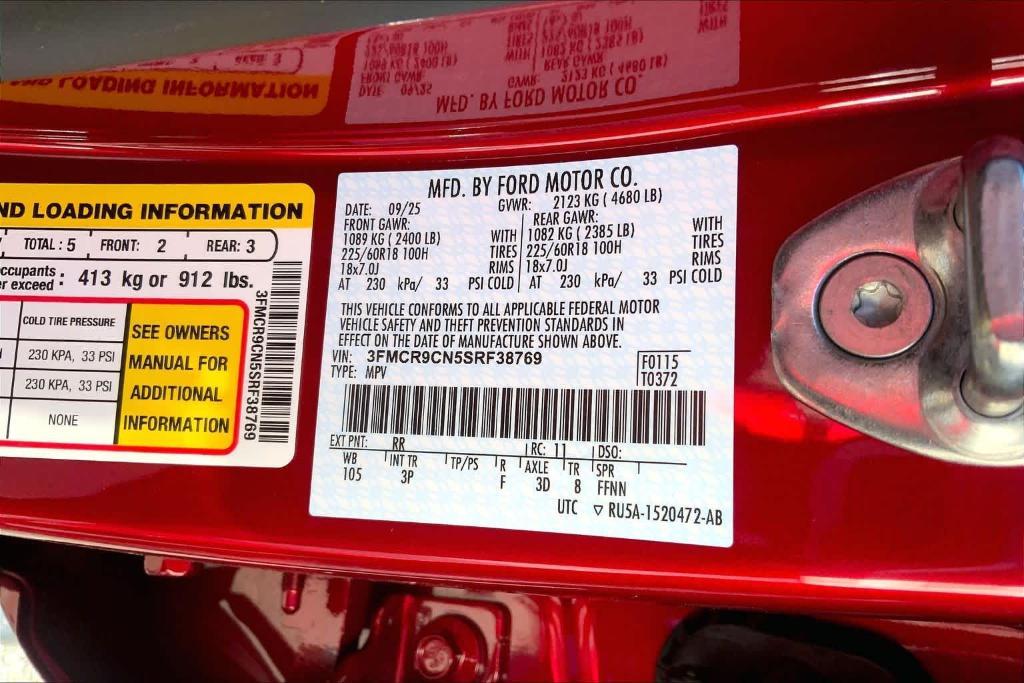 ND LOADING INFORMATION
TOTAL : 5 FRONT: 2 REAR: 3
ccupants
er exceed : 413 kg or 912 lbs.
COLD TIRE PRESSURE
230 KPA, 33 PSI
230 KPA, 33 PSI
NONE
SEE OWNERS
MANUAL FOR
ADDITIONAL
INFORMATION
3FMCR9CN5SRF38769
MFD. BY FORD MOTOR CO.
DATE: 09/25 GVWR: 2123 KG ( 4680 LB)
FRONT GAWR: REAR GAWR:
1089 KG ( 2400 LB) WITH 1082 KG ( 2385 LB) WITH
225/60R18 100H TIRES 225/60R18 100H TIRES
18x7.0J RIMS 18x7.0J RIMS
AT 230 kPa/ 33 PSI COLD AT 230 kPa/ 33 PSI COLD
THIS VEHICLE CONFORMS TO ALL APPLICABLE FEDERAL MOTOR
VEHICLE SAFETY AND THEFT PREVENTION STANDARDS IN
EFFECT ON THE DATE OF MANUFACTURE SHOWN ABOVE.
VIN: 3FMCR9CN5SRF38769 F0115
TYPE: MPV T0372
EXT PNT: RR RC: 11 DSO:
WB INT TR TP/PS R AXLE TR SPR
105 3P F 3D 8 FFNN
UTC ▽ RU5A-1520472-AB